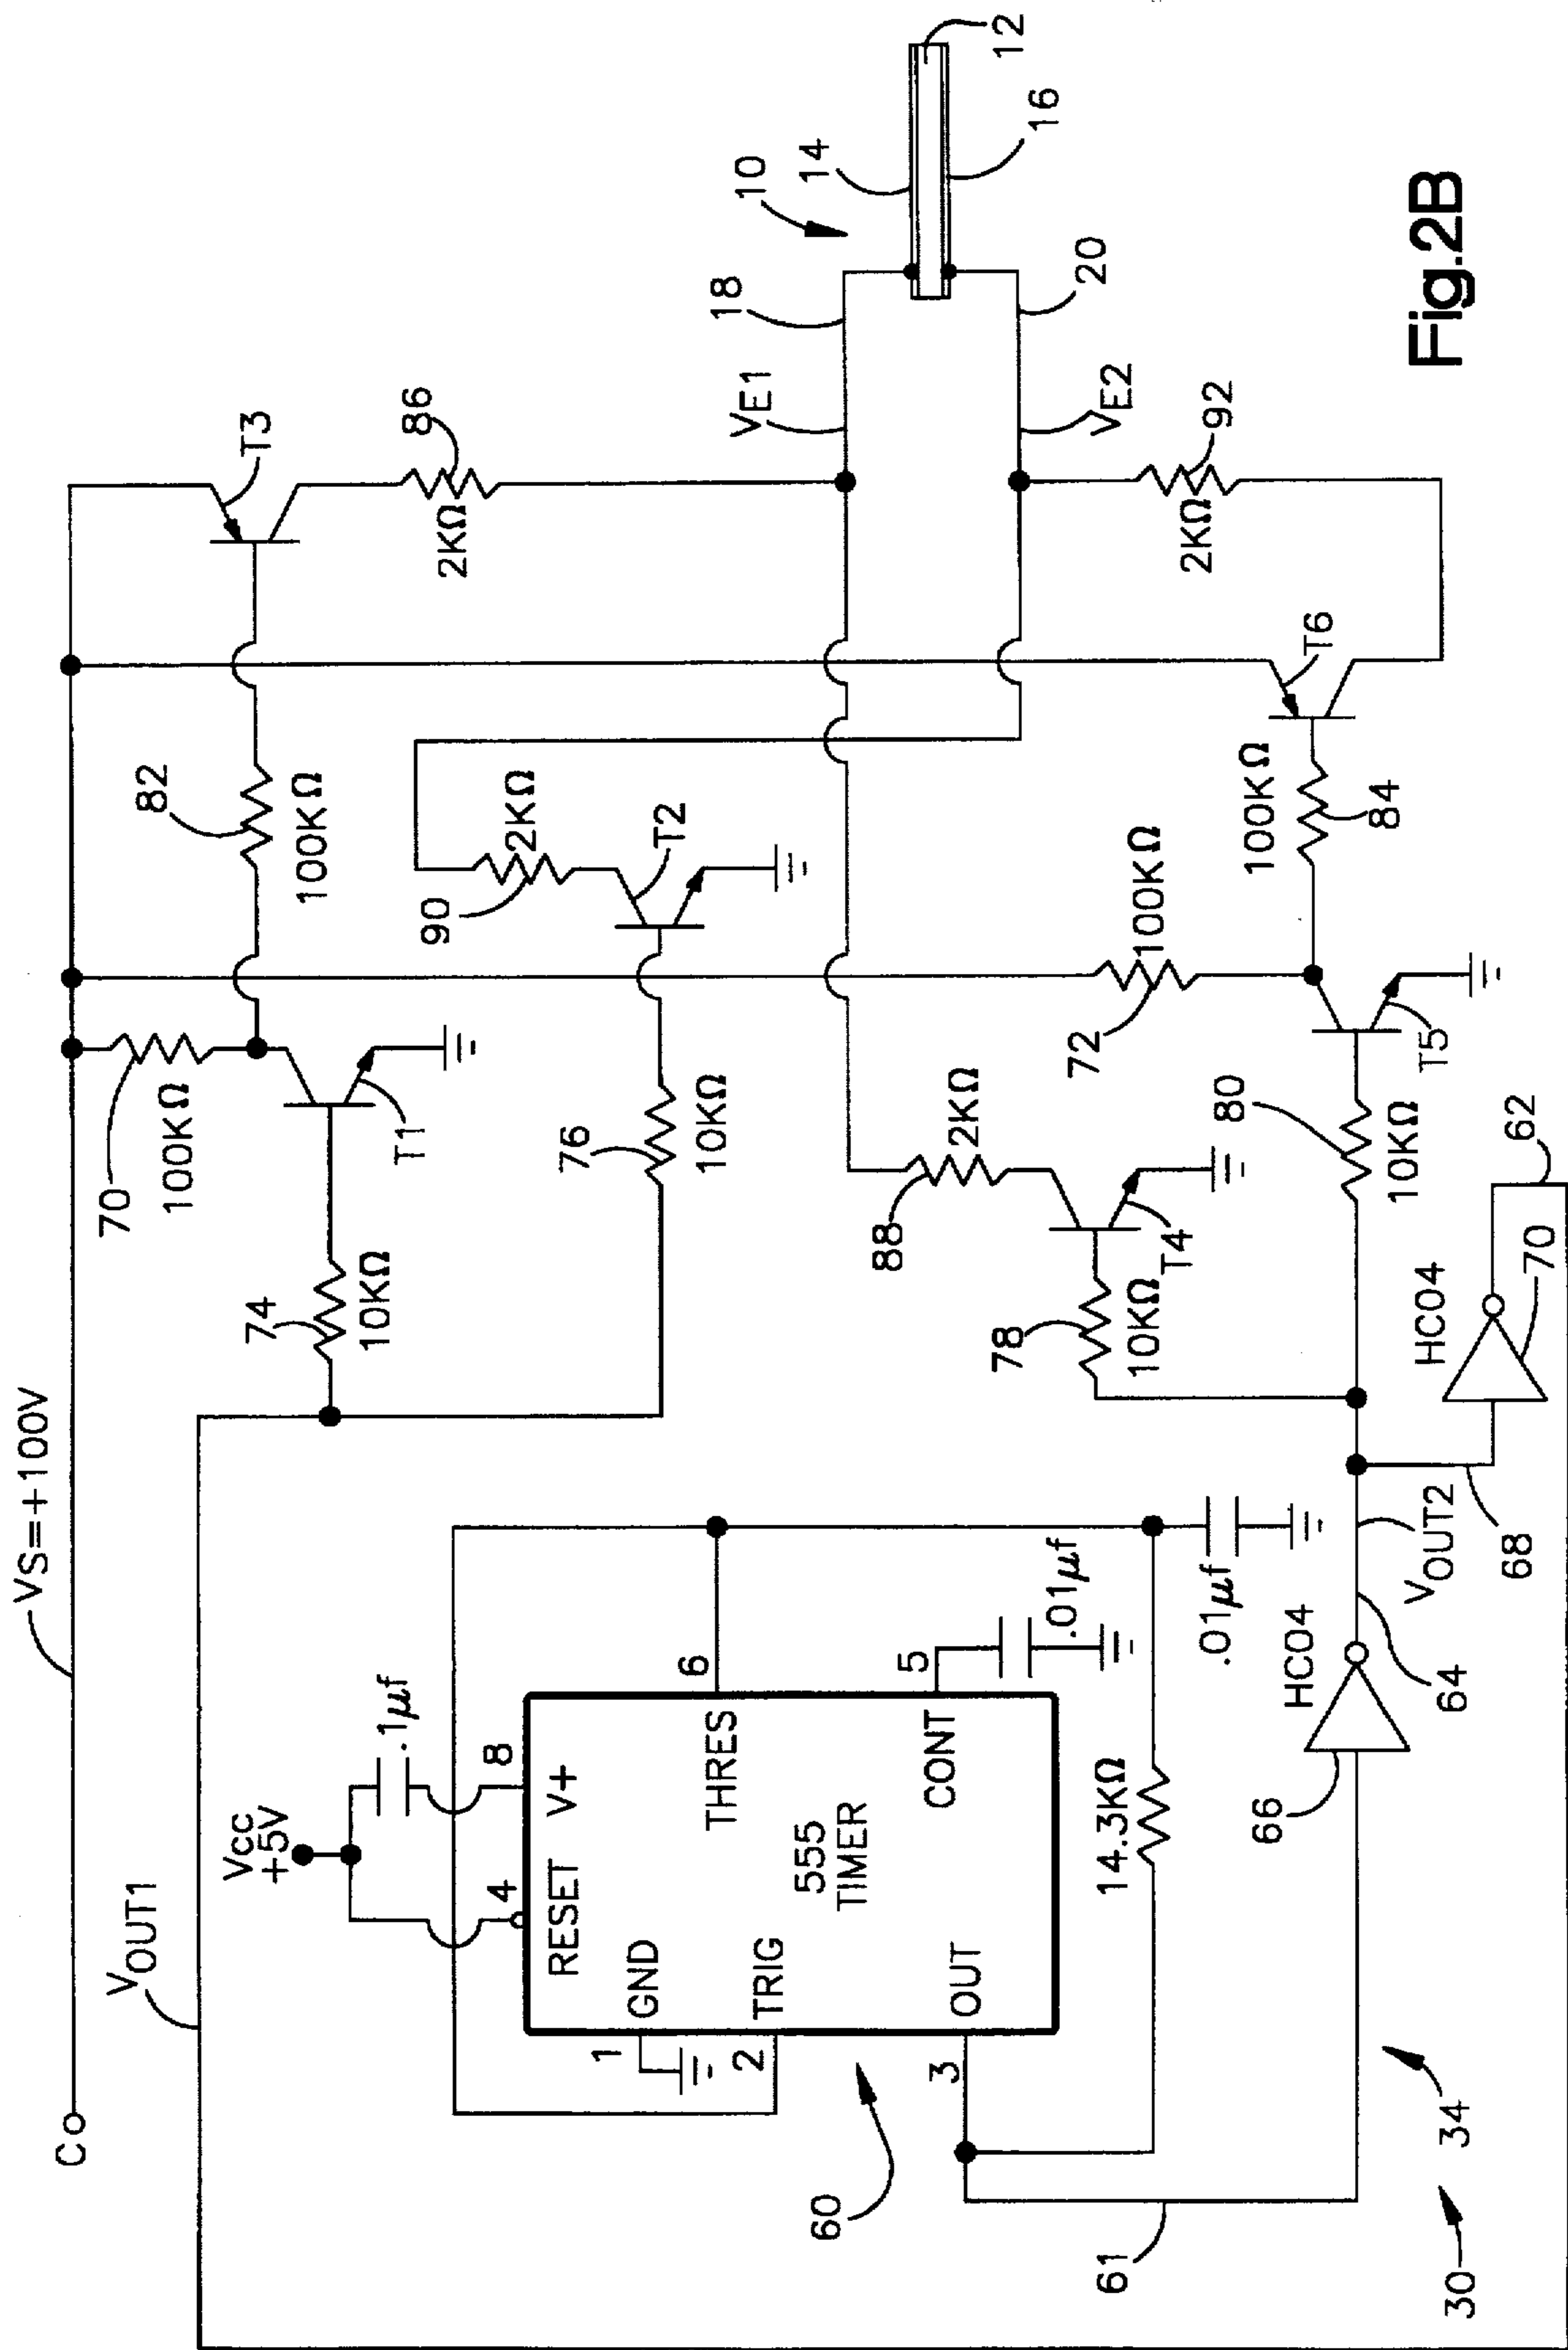 C
VS=+100V
VOUT1
70
100KΩ
82
100KΩ
T3
74
10KΩ
T1
86
2KΩ
Vcc
+5V
.1µf
4
8
RESET
V+
GND
1
TRIG
2
THRES
6
555
TIMER
OUT
3
CONT
5
.01µf
76
10KΩ
90
2KΩ
T2
VE1
18
10
14
12
16
VE2
20
88
2KΩ
78
10KΩ
T4
72
100KΩ
2KΩ
92
14.3KΩ
.01µf
60
61
66
HC04
64
VOUT2
68
HC04
70
62
80
10KΩ
T5
100KΩ
84
T6
34
30
Fig.2B